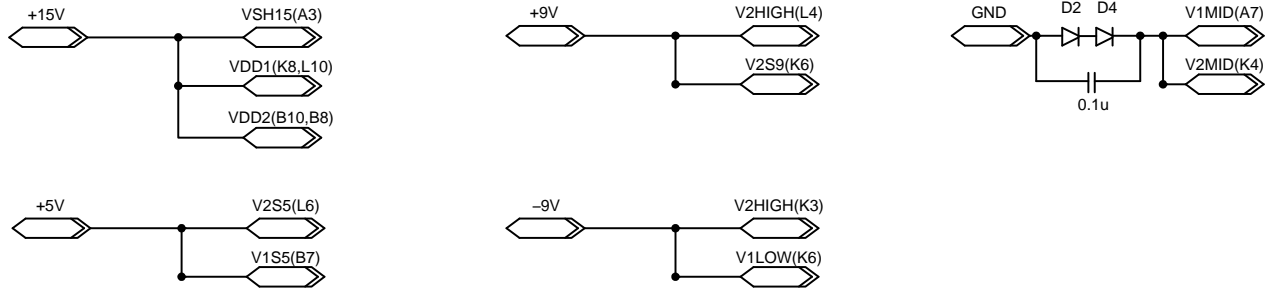 +15V
VSH15(A3)
VDD1(K8,L10)
VDD2(B10,B8)
+9V
V2HIGH(L4)
V2S9(K6)
GND
D2 D4
V1MID(A7)
V2MID(K4)
0.1u
+5V
V2S5(L6)
V1S5(B7)
–9V
V2HIGH(K3)
V1LOW(K6)